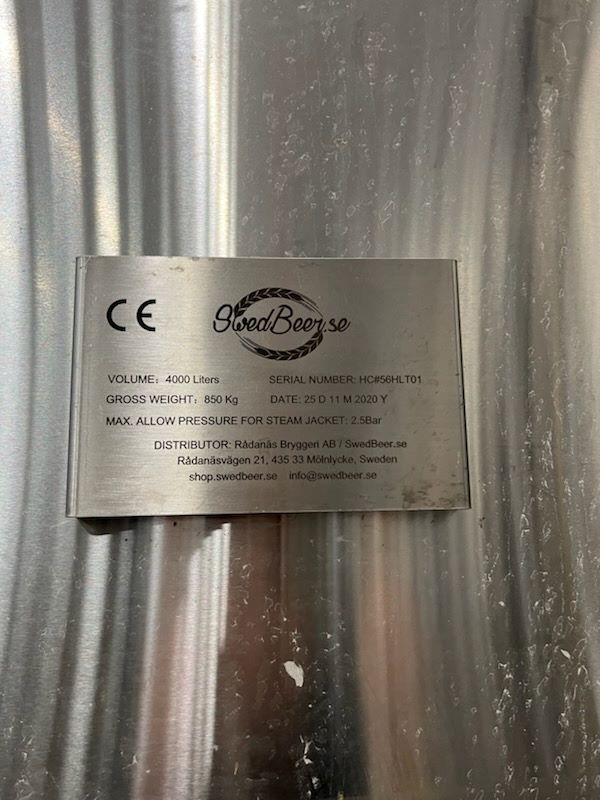 CE
SwedBeer.se
VOLUME: 4000 Liters SERIAL NUMBER: HC#56HLT01
GROSS WEIGHT: 850 Kg DATE: 25 D 11 M 2020 Y
MAX. ALLOW PRESSURE FOR STEAM JACKET: 2.5Bar
DISTRIBUTOR: Rådanäs Bryggeri AB / SwedBeer.se
Rådanäsvägen 21, 435 33 Mölnlycke, Sweden
shop.swedbeer.se info@swedbeer.se